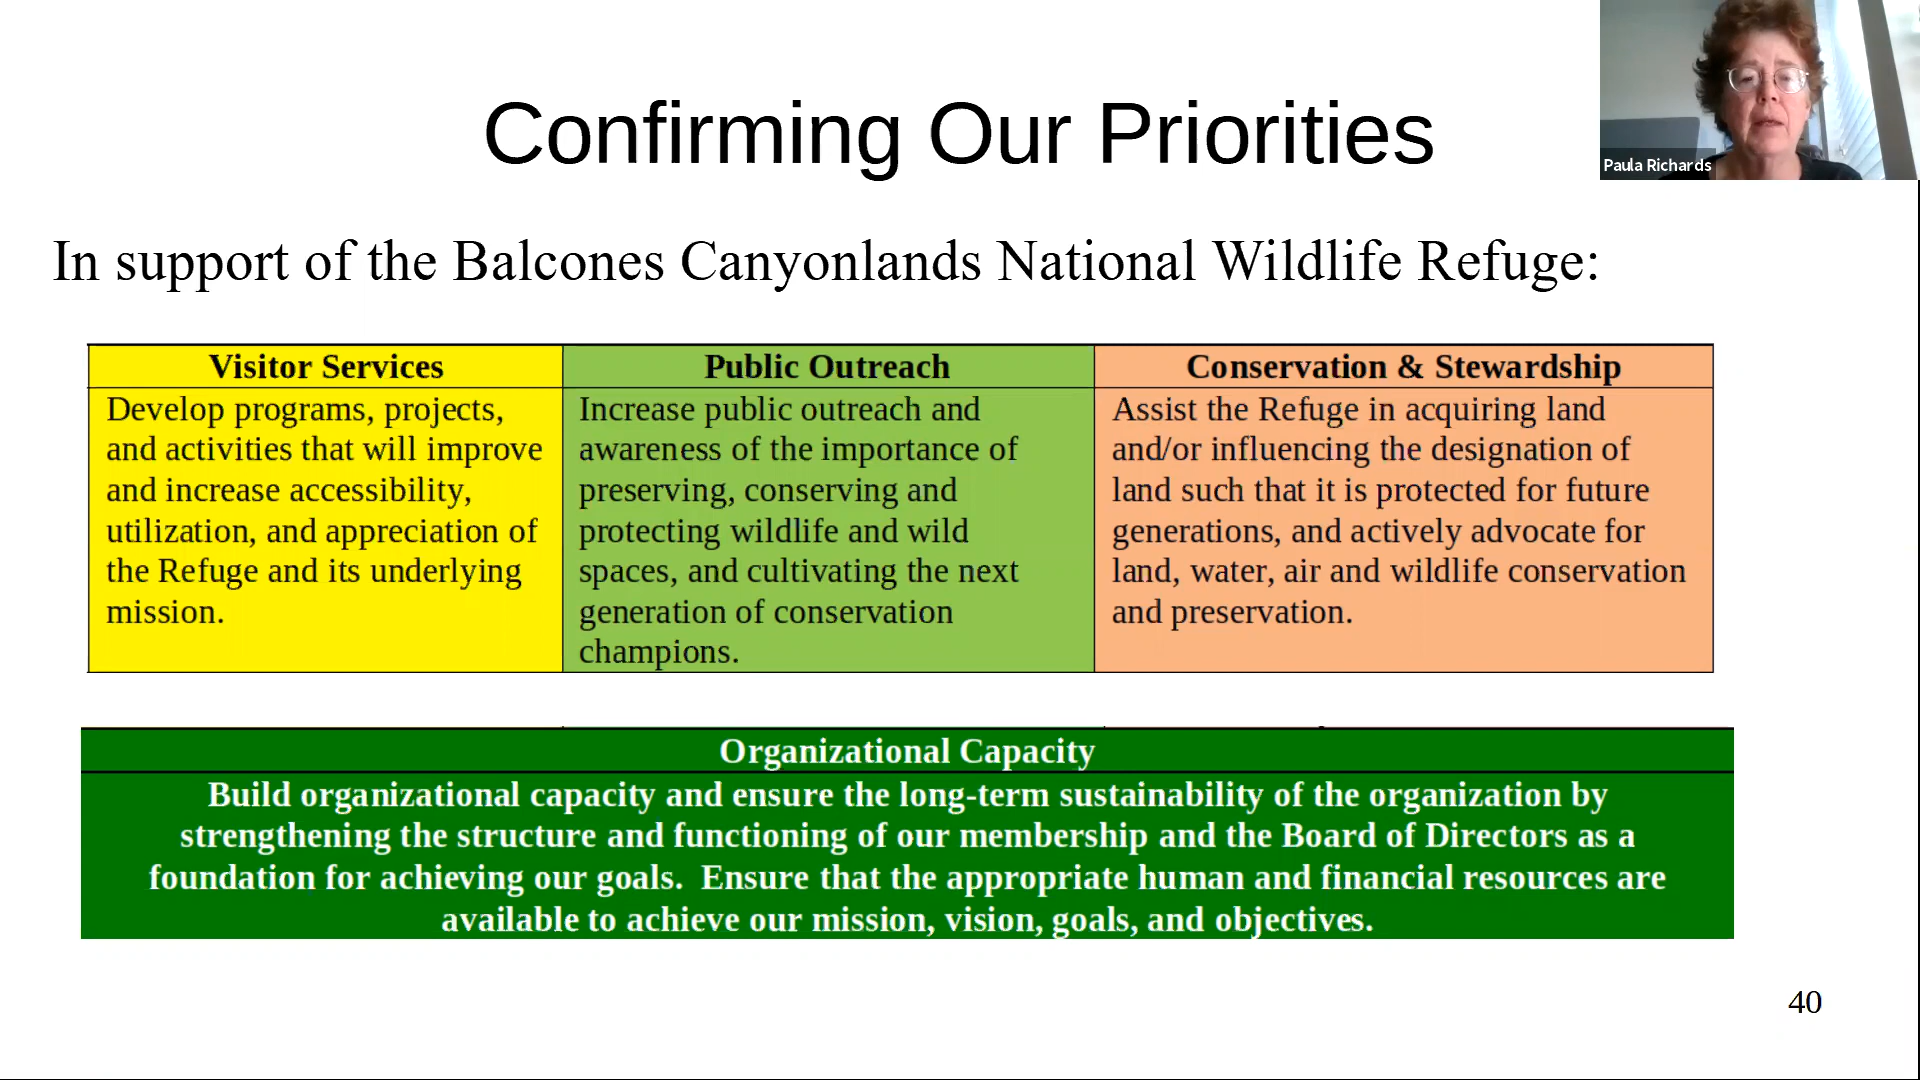 Confirming Our Priorities
Paula Richards
In support of the Balcones Canyonlands National Wildlife Refuge:
Visitor Services
Develop programs, projects,
and activities that will improve
and increase accessibility,
utilization, and appreciation of
the Refuge and its underlying
mission.
Public Outreach
Increase public outreach and
awareness of the importance of
preserving, conserving and
protecting wildlife and wild
spaces, and cultivating the next
generation of conservation
champions.
Conservation & Stewardship
Assist the Refuge in acquiring land
and/or influencing the designation of
land such that it is protected for future
generations, and actively advocate for
land, water, air and wildlife conservation
and preservation.
Organizational Capacity
Build organizational capacity and ensure the long-term sustainability of the organization by
strengthening the structure and functioning of our membership and the Board of Directors as a
foundation for achieving our goals.  Ensure that the appropriate human and financial resources are
available to achieve our mission, vision, goals, and objectives.
40